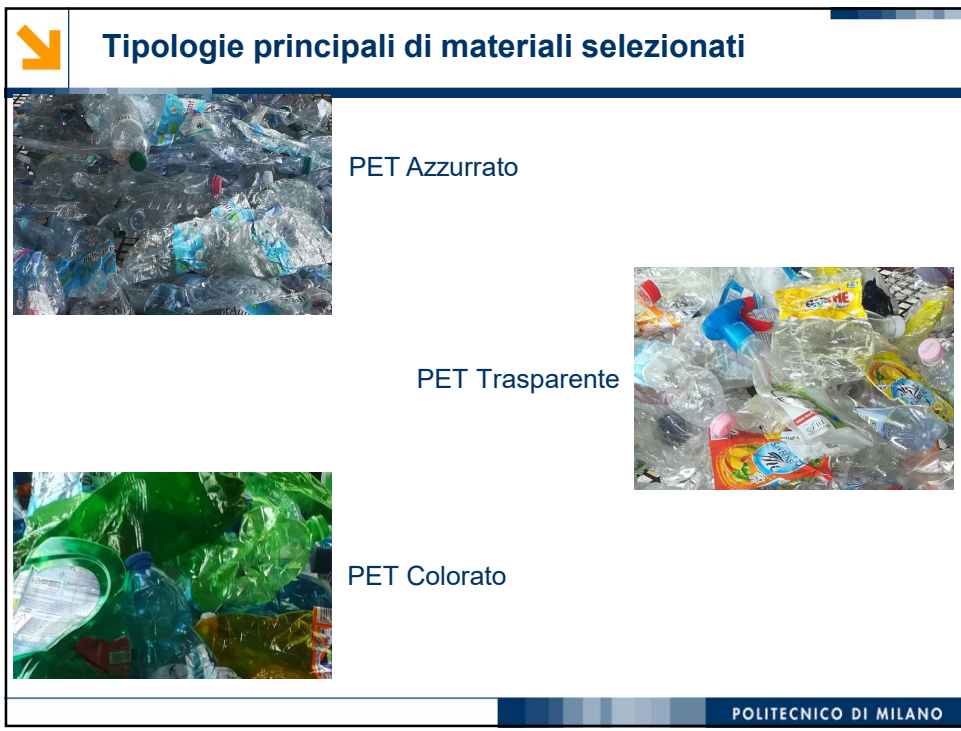 Tipologie principali di materiali selezionati
PET Azzurrato
PET Trasparente
PET Colorato
POLITECNICO DI MILANO